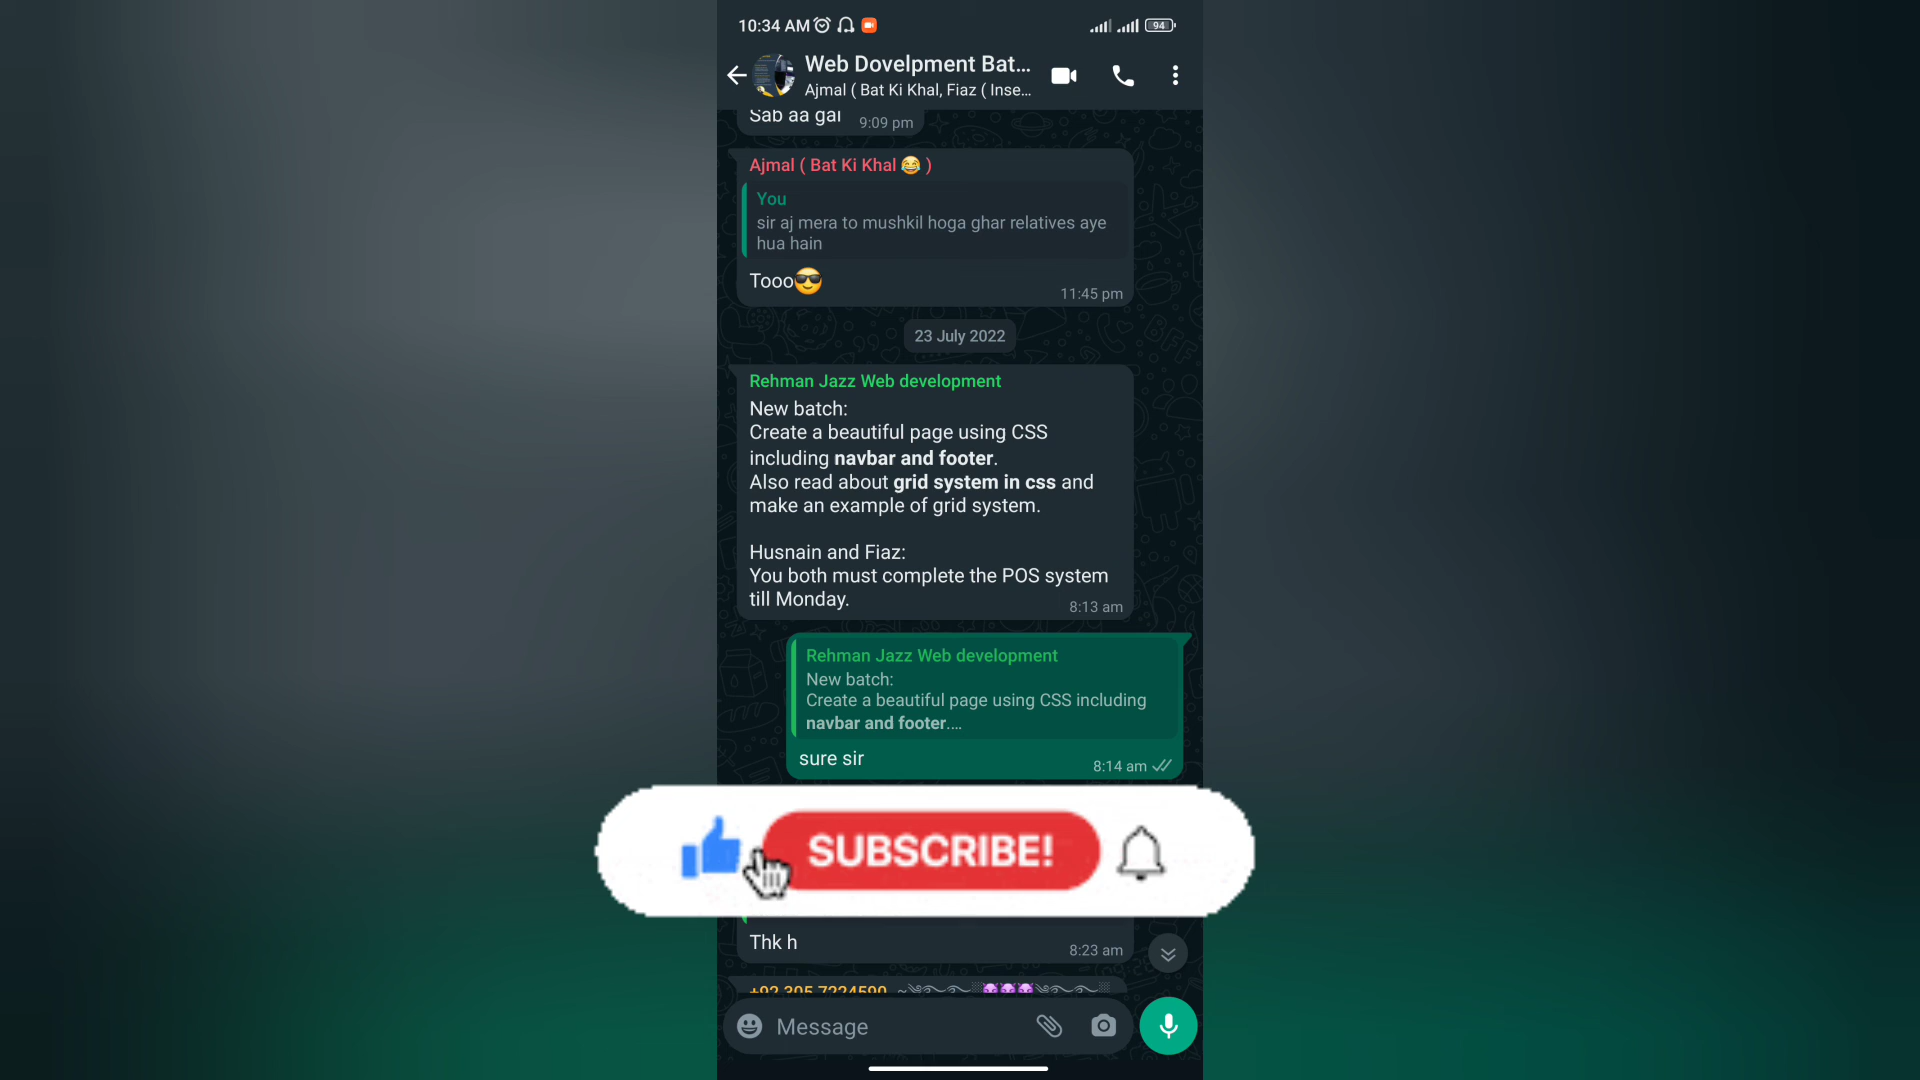 10:34 AM
94
Web Dovelpment Bat...
Ajmal ( Bat Ki Khal, Fiaz ( Inse...
Sab aa gai 9:09 pm
Ajmal ( Bat Ki Khal 😂 )
You
sir aj mera to mushkil hoga ghar relatives aye
hua hain
Tooo😎
11:45 pm
23 July 2022
Rehman Jazz Web development
New batch:
Create a beautiful page using CSS
including navbar and footer.
Also read about grid system in css and
make an example of grid system.
Husnain and Fiaz:
You both must complete the POS system
till Monday.
8:13 am
Rehman Jazz Web development
New batch:
Create a beautiful page using CSS including
navbar and footer....
sure sir
8:14 am
SUBSCRIBE!
Thk h
8:23 am
+92 305 7224590
Message